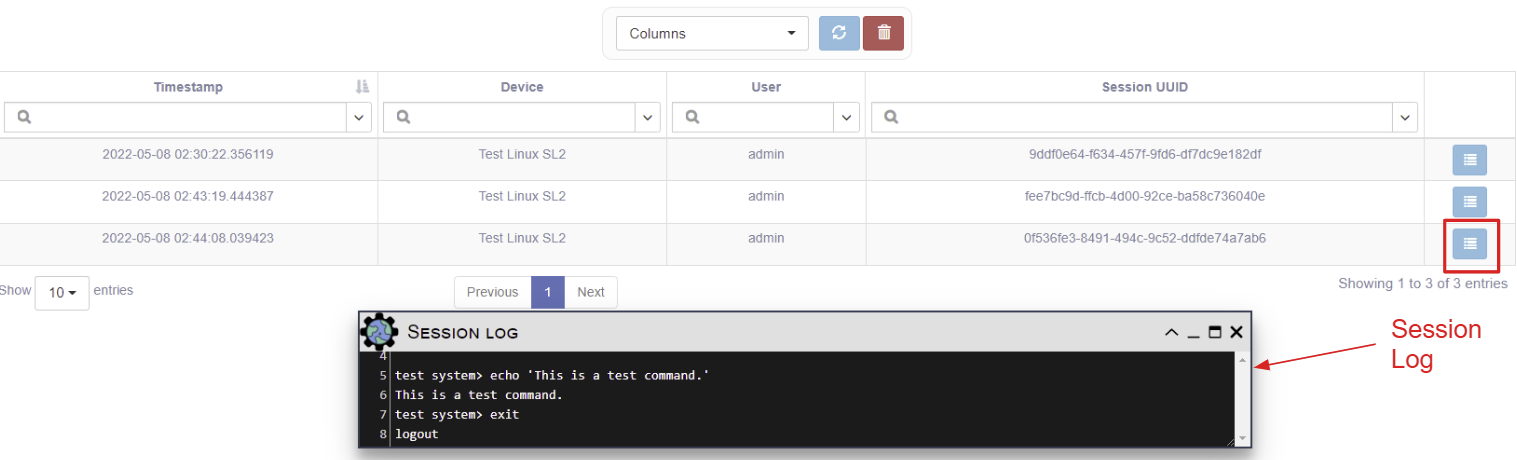 Columns
Timestamp Device User Session UUID
2022-05-08 02:30:22.356119 Test Linux SL2 admin 9ddf0e64-f634-457f-9fd6-df7dc9e182df
2022-05-08 02:43:19.444387 Test Linux SL2 admin fee7bc9d-ffcb-4d00-92ce-ba58c736040e
2022-05-08 02:44:08.039423 Test Linux SL2 admin 0f536fe3-8491-494c-9c52-ddfde74a7ab6
Show 10 entries Previous 1 Next Showing 1 to 3 of 3 entries
SESSION LOG
4
5 test system> echo 'This is a test command.'
6 This is a test command.
7 test system> exit
8 logout
Session
Log